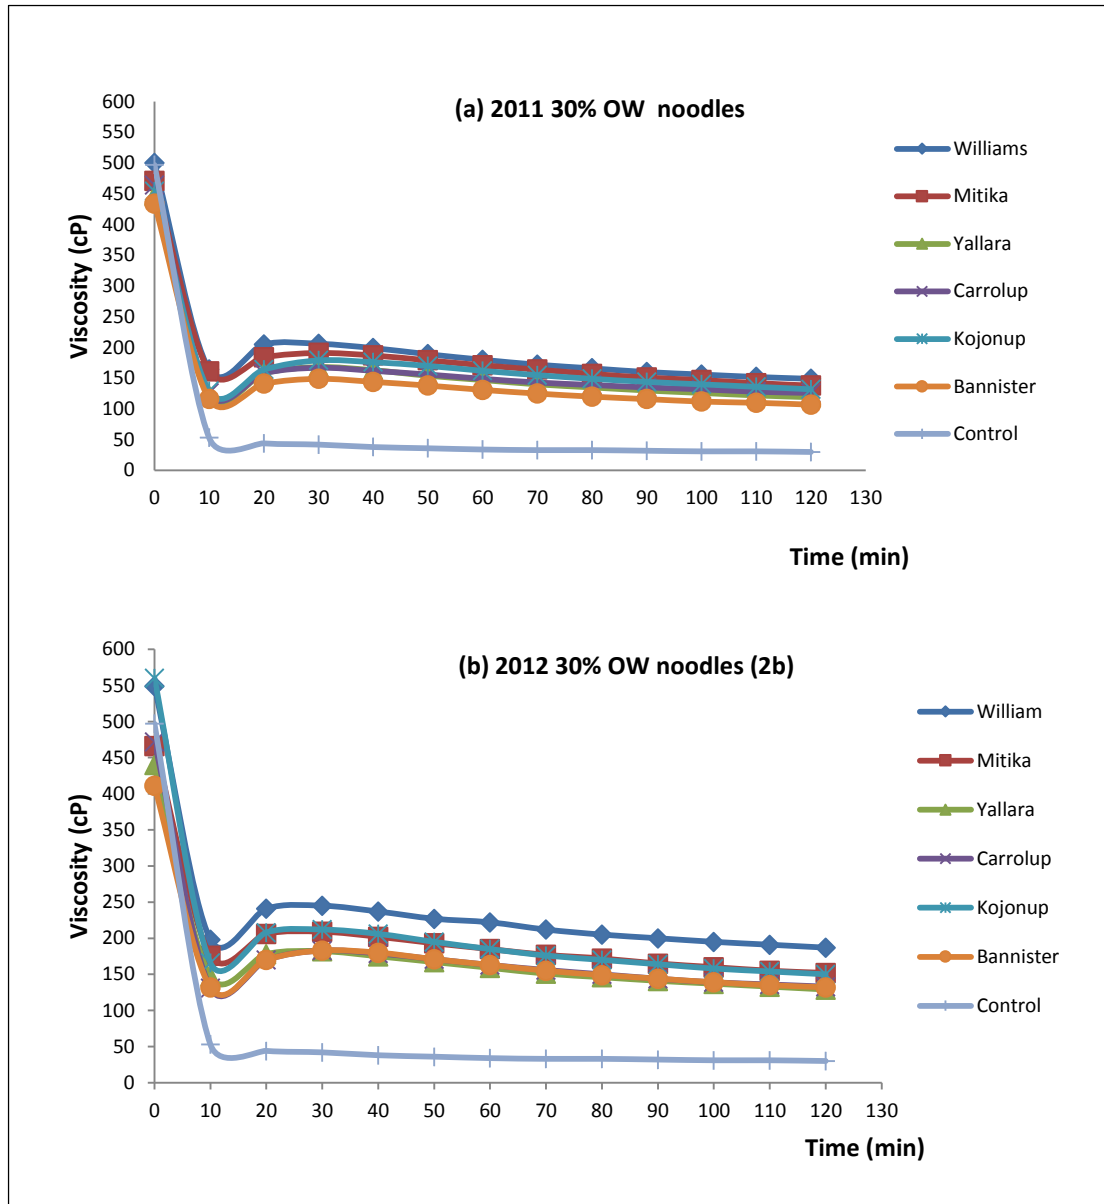 (a) 2011 30% OW  noodles
600
550
500
450
400
350
300
250
200
150
100
50
0
Viscosity (cP)
0 10 20 30 40 50 60 70 80 90 100 110 120 130
Time (min)
Williams
Mitika
Yallara
Carrolup
Kojonup
Bannister
Control
(b) 2012 30% OW noodles (2b)
600
550
500
450
400
350
300
250
200
150
100
50
0
Viscosity (cP)
0 10 20 30 40 50 60 70 80 90 100 110 120 130
Time (min)
William
Mitika
Yallara
Carrolup
Kojonup
Bannister
Control